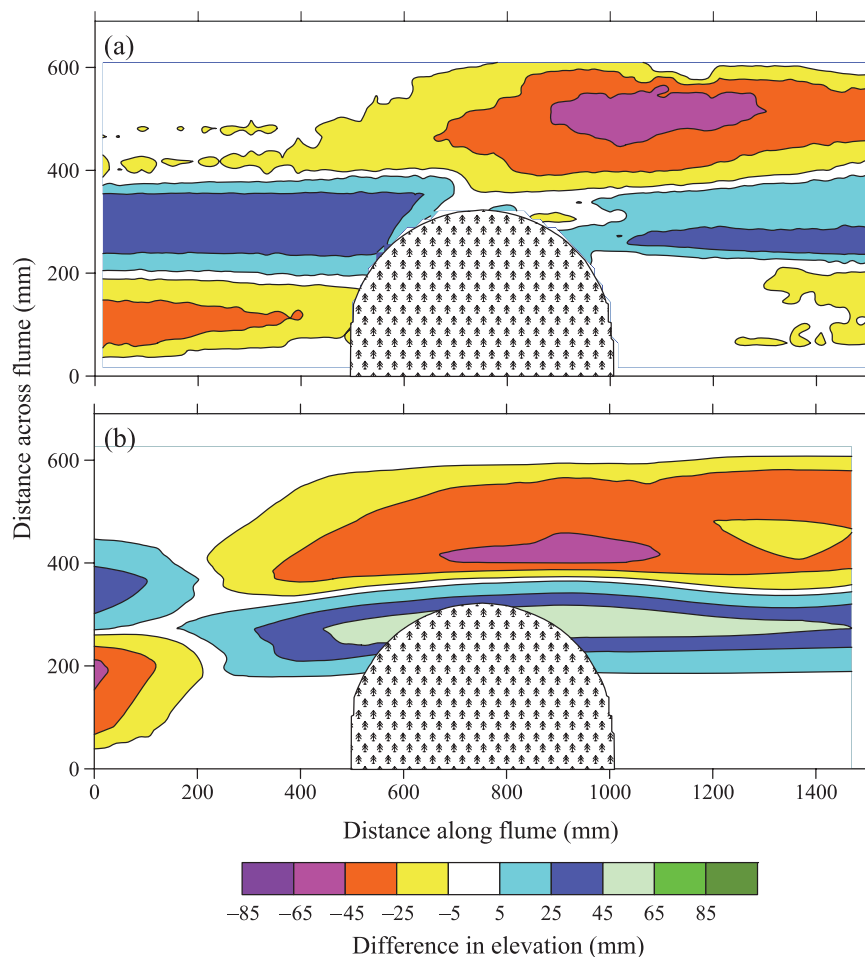 (a)
600
400
200
0
Distance across flume (mm)
(b)
600
400
200
0
0 200 400 600 800 1000 1200 1400
Distance along flume (mm)
−85 −65 −45 −25 −5 5 25 45 65 85
Difference in elevation (mm)